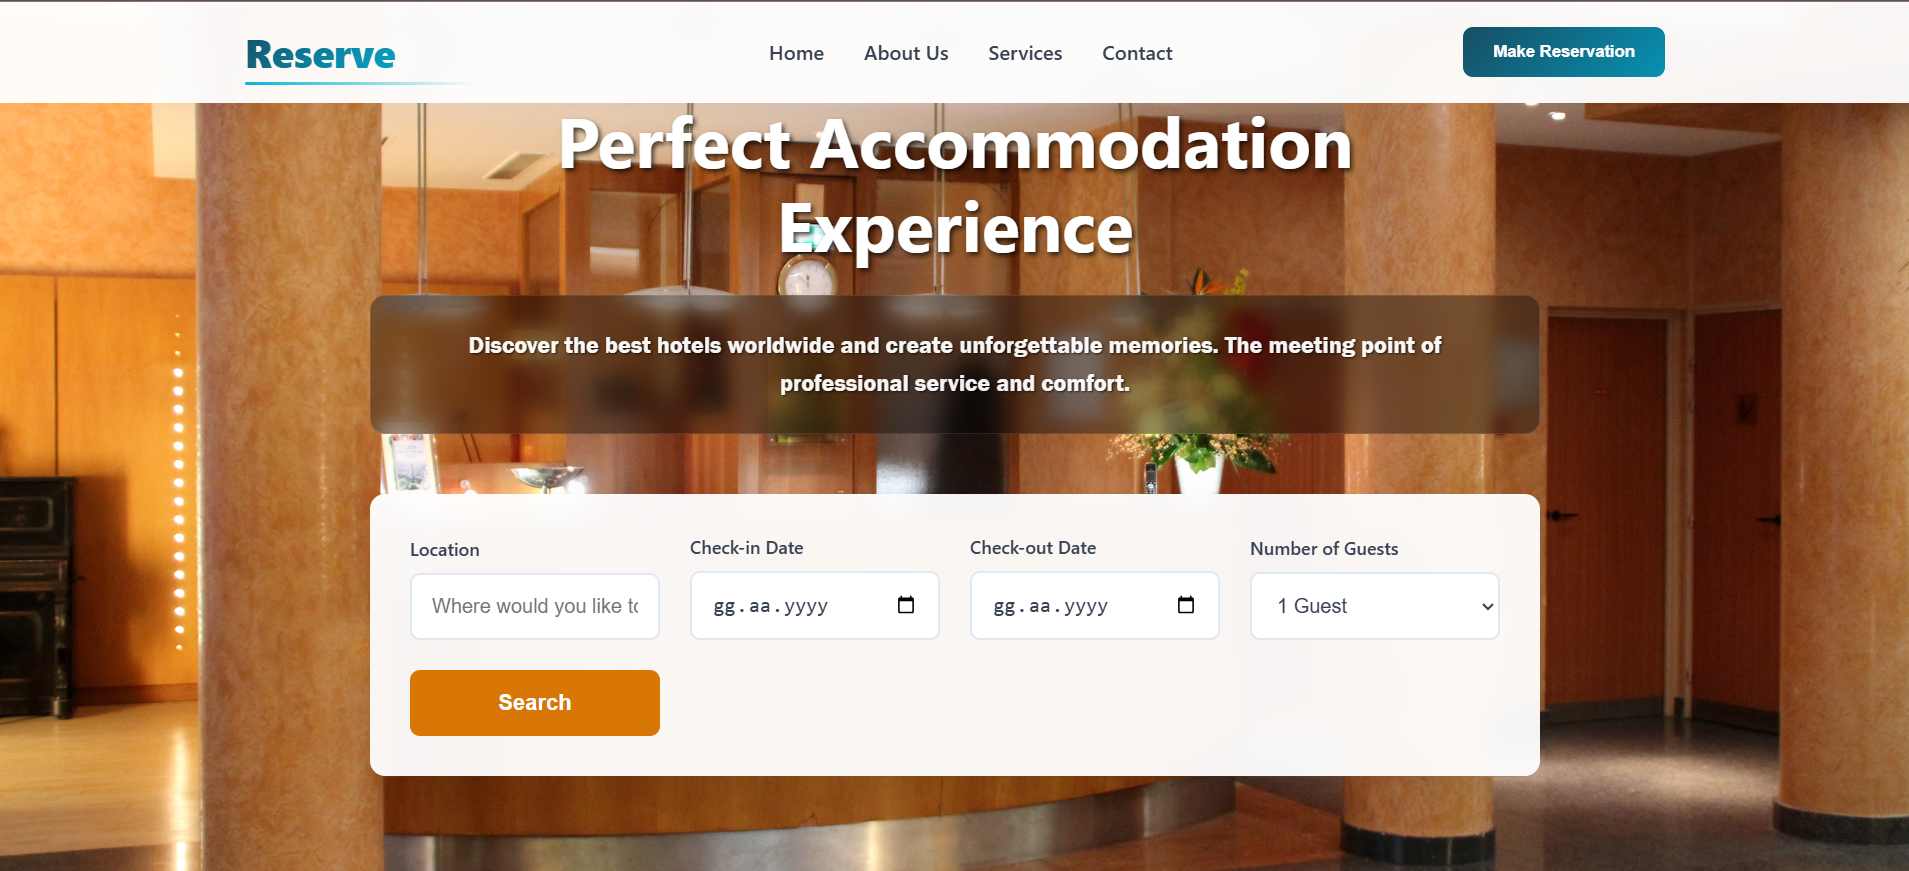 Reserve
Home
About Us
Services
Contact
Make Reservation
Perfect Accommodation
Experience
Discover the best hotels worldwide and create unforgettable memories. The meeting point of
professional service and comfort.
Location
Check-in Date
Check-out Date
Number of Guests
Where would you like to
gg.aa.yyyy
gg.aa.yyyy
1 Guest
Search